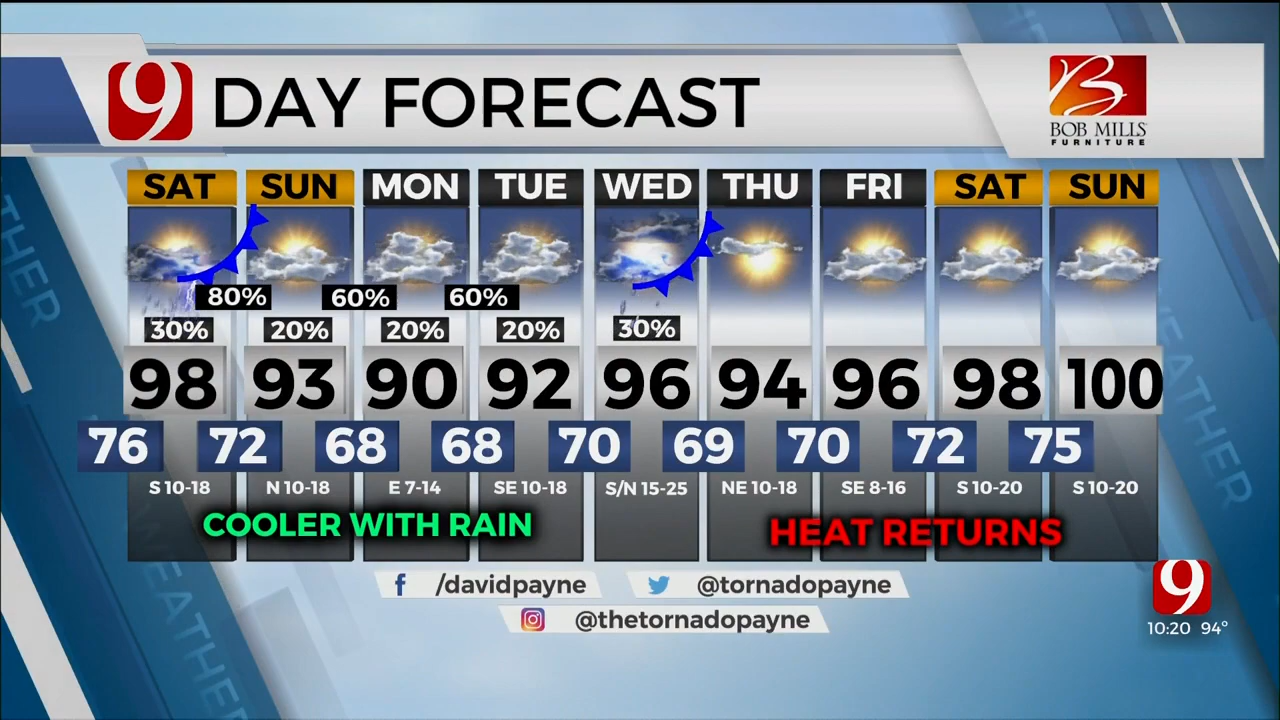 9 DAY FORECAST
B
BOB MILLS
FURNITURE
SAT SUN MON TUE WED THU FRI SAT SUN
80% 60% 60%
30% 20% 20% 20% 30%
98 93 90 92 96 94 96 98 100
76 72 68 68 70 69 70 72 75
S 10-18 N 10-18 E 7-14 SE 10-18 S/N 15-25 NE 10-18 SE 8-16 S 10-20 S 10-20
COOLER WITH RAIN
HEAT RETURNS
f /davidpayne @tornadopayne
@thetornadopayne
9
10:20 94°
THER
WEATHER
WEATHER